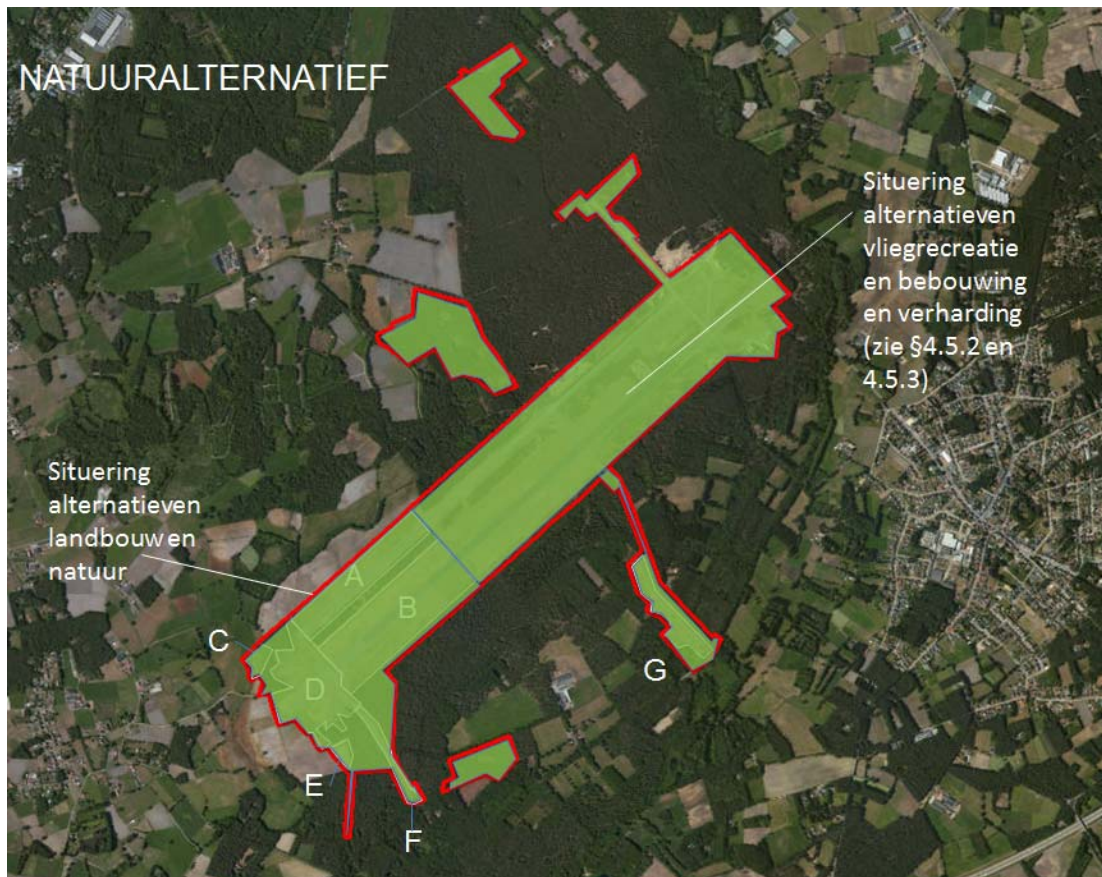 NATUURALTERNATIEF
Situering
alternatieven
vliegrecreatie
en bebouwing
en verharding
(zie §4.5.2 en
4.5.3)
Situering
alternatieven
landbouw en
natuur
A
B
C
D
G
E
F